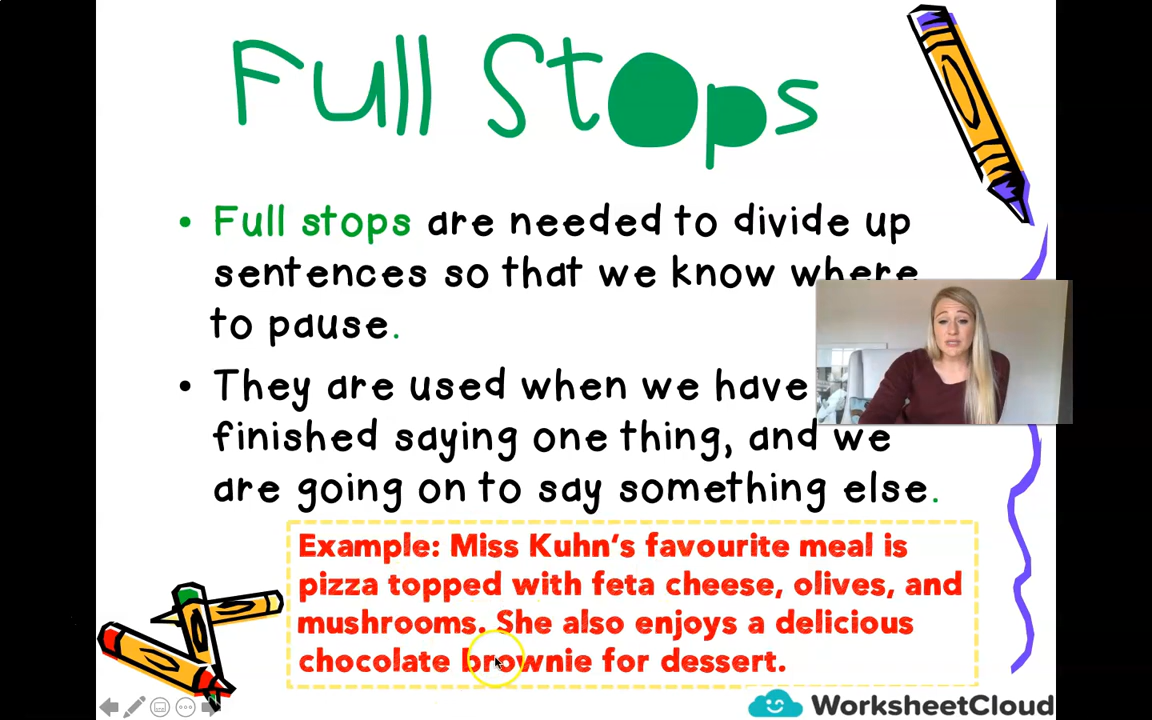 Full Stops
• Full stops are needed to divide up
sentences so that we know where
to pause.
• They are used when we have
finished saying one thing, and we
are going on to say something else.
Example: Miss Kuhn's favourite meal is
pizza topped with feta cheese, olives, and
mushrooms. She also enjoys a delicious
chocolate brownie for dessert.
WorksheetCloud